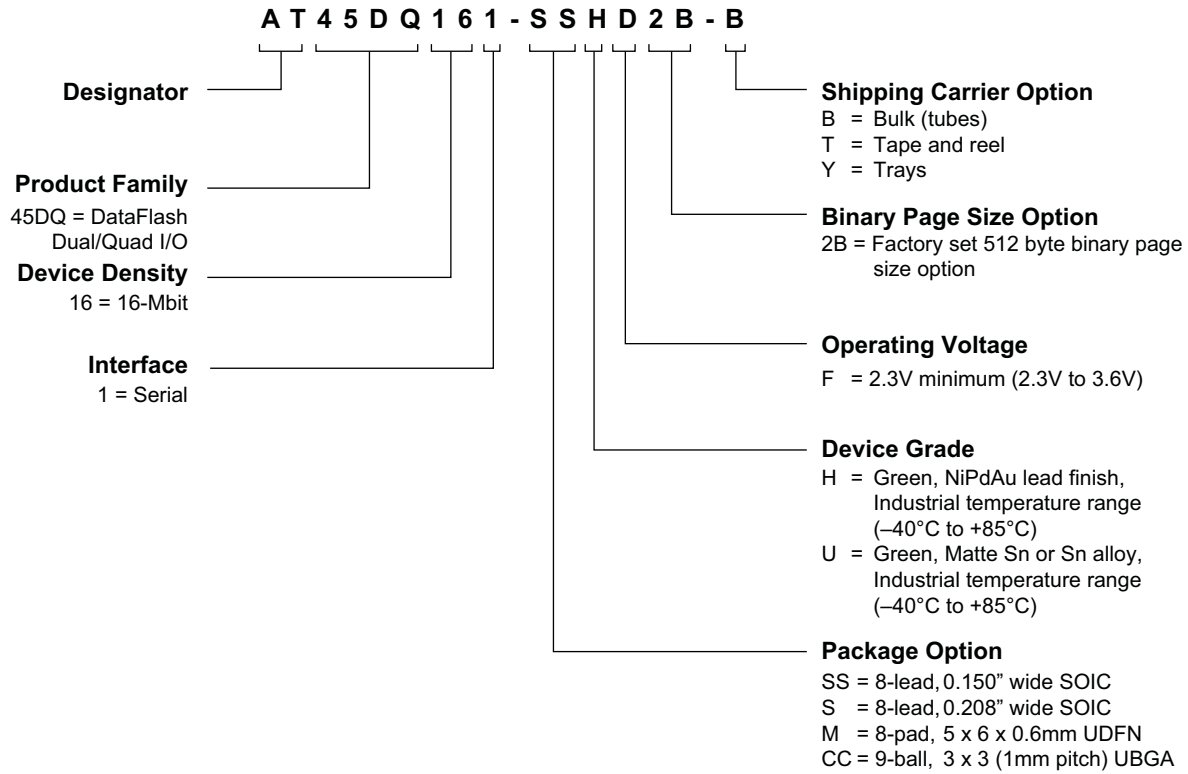 A T 4 5 D Q 1 6 1 - S S H D 2 B - B
Designator
Product Family
45DQ = DataFlash
Dual/Quad I/O
Device Density
16 = 16-Mbit
Interface
1 = Serial
Shipping Carrier Option
B = Bulk (tubes)
T = Tape and reel
Y = Trays
Binary Page Size Option
2B = Factory set 512 byte binary page
size option
Operating Voltage
F = 2.3V minimum (2.3V to 3.6V)
Device Grade
H = Green, NiPdAu lead finish,
Industrial temperature range
(–40°C to +85°C)
U = Green, Matte Sn or Sn alloy,
Industrial temperature range
(–40°C to +85°C)
Package Option
SS = 8-lead, 0.150” wide SOIC
S = 8-lead, 0.208” wide SOIC
M = 8-pad, 5 x 6 x 0.6mm UDFN
CC = 9-ball, 3 x 3 (1mm pitch) UBGA